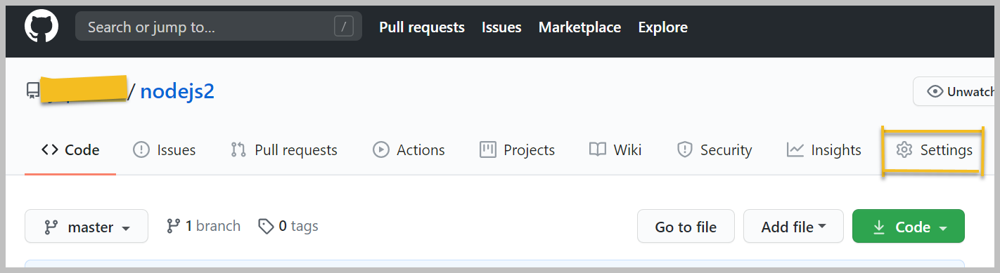 Search or jump to... / Pull requests Issues Marketplace Explore
/ nodejs2
Unwatch
Code Issues Pull requests Actions Projects Wiki Security Insights Settings
master 1 branch 0 tags Go to file Add file Code